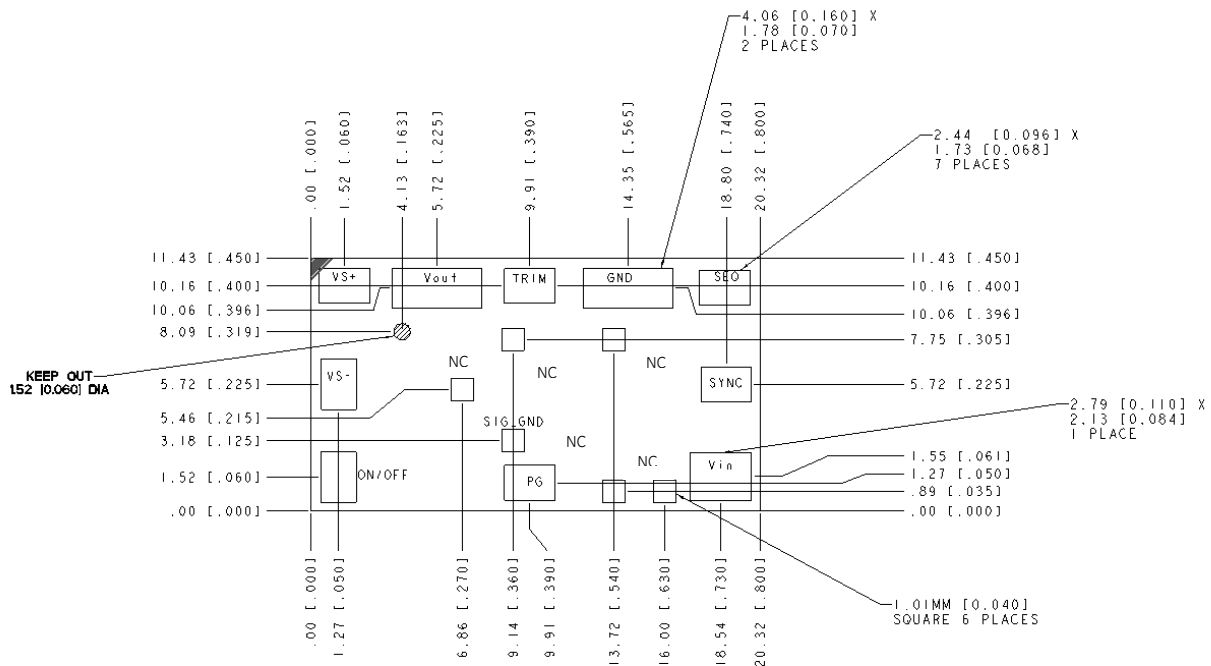 4.06 [0.160] X
1.78 [0.070]
2 PLACES
2.44 [0.096] X
1.73 [0.068]
7 PLACES
.00 [.000]
1.52 [.060]
4.13 [.163]
5.72 [.225]
9.91 [.390]
14.35 [.565]
18.80 [.740]
20.32 [.800]
11.43 [.450]
10.16 [.400]
10.06 [.396]
8.09 [.319]
KEEP OUT
1.52 [0.060] DIA
5.72 [.225]
5.46 [.215]
3.18 [.125]
1.52 [.060]
.00 [.000]
VS+
Vout
TRIM
GND
SEQ
NC
NC
NC
VS-
SYNC
SIG_GND
NC
NC
ON/OFF
PG
Vin
11.43 [.450]
10.16 [.400]
10.06 [.396]
7.75 [.305]
5.72 [.225]
2.79 [0.110] X
2.13 [0.084]
1 PLACE
1.55 [.061]
1.27 [.050]
.89 [.035]
.00 [.000]
.00 [.000]
1.27 [.050]
6.86 [.270]
9.14 [.360]
9.91 [.390]
13.72 [.540]
16.00 [.630]
18.54 [.730]
20.32 [.800]
1.01MM [0.040]
SQUARE 6 PLACES